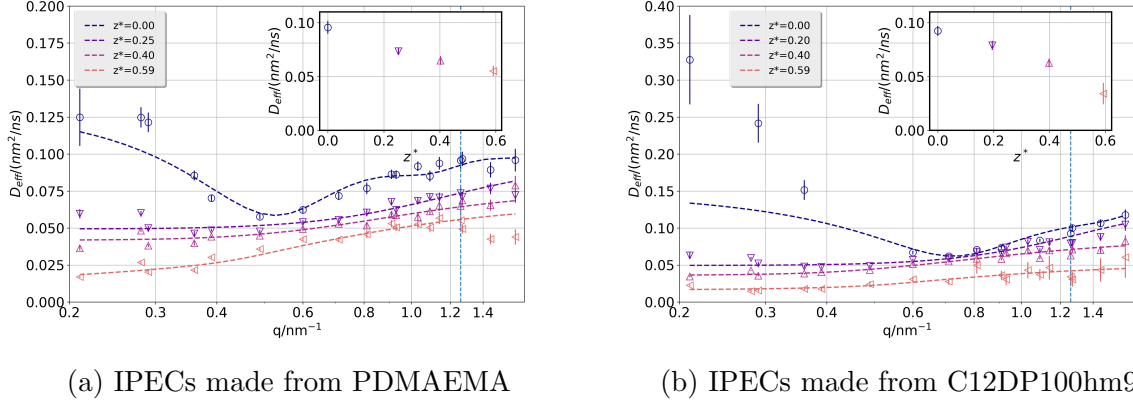 0.200
0.175
0.150
0.125
0.100
0.075
0.050
0.025
0.000
D_eff/(nm²/ns)
z*=0.00
z*=0.25
z*=0.40
z*=0.59
0.10
0.05
0.00
D_eff/(nm²/ns)
0.0 0.2 0.4 0.6
z*
0.2 0.3 0.4 0.6 0.8 1.0 1.2 1.4
q/nm⁻¹
(a) IPECs made from PDMAEMA
0.40
0.35
0.30
0.25
0.20
0.15
0.10
0.05
0.00
D_eff/(nm²/ns)
z*=0.00
z*=0.20
z*=0.40
z*=0.59
0.10
0.05
0.00
D_eff/(nm²/ns)
0.0 0.2 0.4 0.6
z*
0.2 0.3 0.4 0.6 0.8 1.0 1.2 1.4
q/nm⁻¹
(b) IPECs made from C12DP100hm9